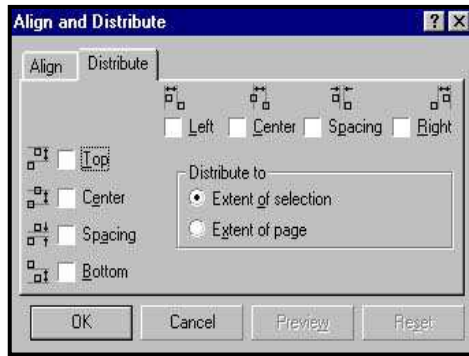 Align and Distribute
Align Distribute
Left Center Spacing Right
Top
Distribute to
Center Extent of selection
Spacing Extent of page
Bottom
OK Cancel Preview Reset